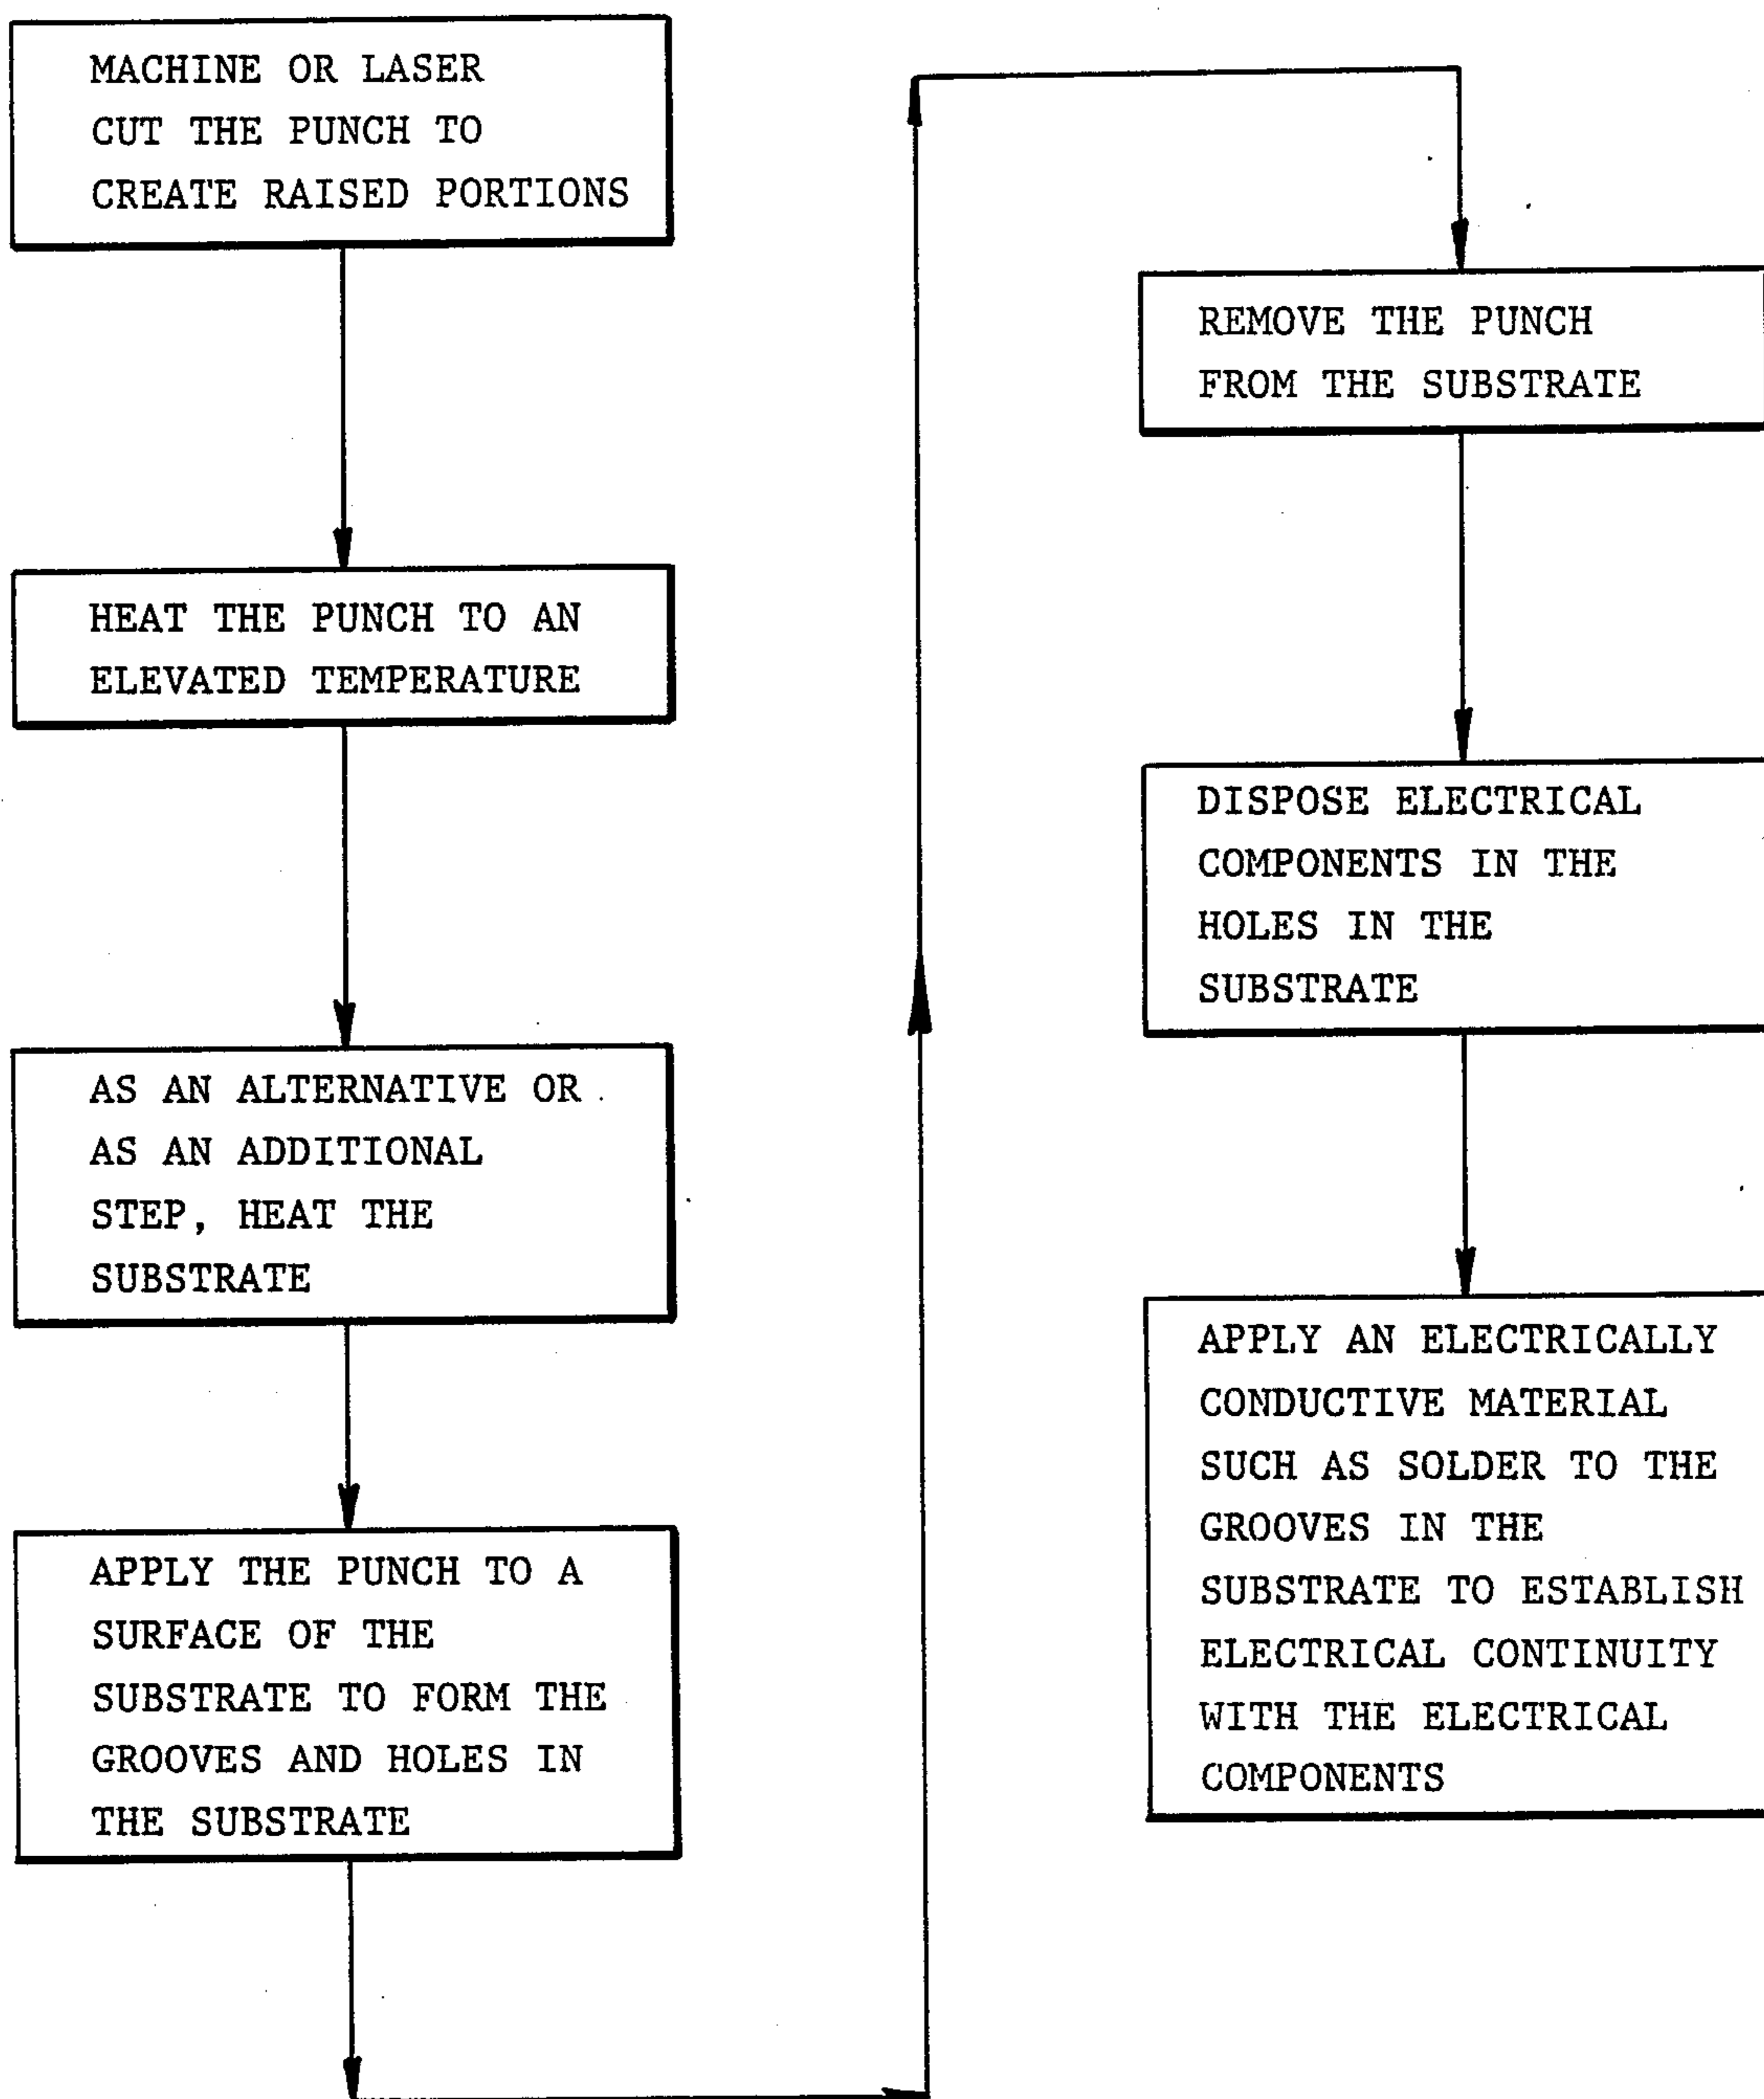 MACHINE OR LASER
CUT THE PUNCH TO
CREATE RAISED PORTIONS
HEAT THE PUNCH TO AN
ELEVATED TEMPERATURE
AS AN ALTERNATIVE OR
AS AN ADDITIONAL
STEP, HEAT THE
SUBSTRATE
APPLY THE PUNCH TO A
SURFACE OF THE
SUBSTRATE TO FORM THE
GROOVES AND HOLES IN
THE SUBSTRATE
REMOVE THE PUNCH
FROM THE SUBSTRATE
DISPOSE ELECTRICAL
COMPONENTS IN THE
HOLES IN THE
SUBSTRATE
APPLY AN ELECTRICALLY
CONDUCTIVE MATERIAL
SUCH AS SOLDER TO THE
GROOVES IN THE
SUBSTRATE TO ESTABLISH
ELECTRICAL CONTINUITY
WITH THE ELECTRICAL
COMPONENTS